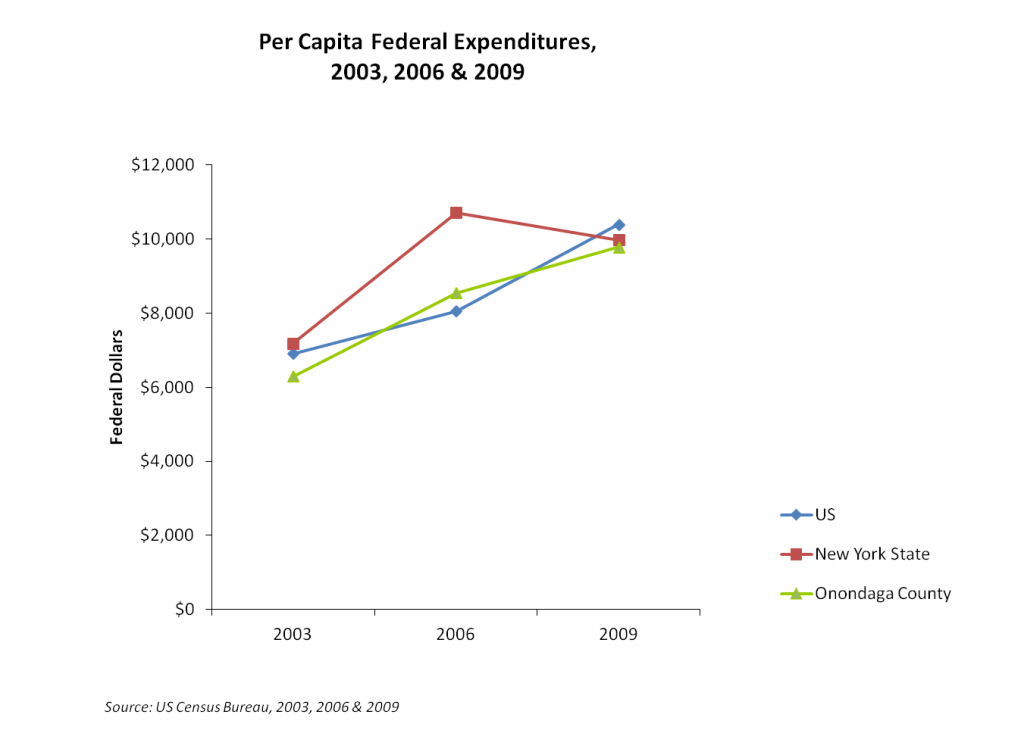 Per Capita Federal Expenditures,
2003, 2006 & 2009
$12,000
$10,000
$8,000
$6,000
$4,000
$2,000
$0
Federal Dollars
2003
2006
2009
US
New York State
Onondaga County
Source: US Census Bureau, 2003, 2006 & 2009